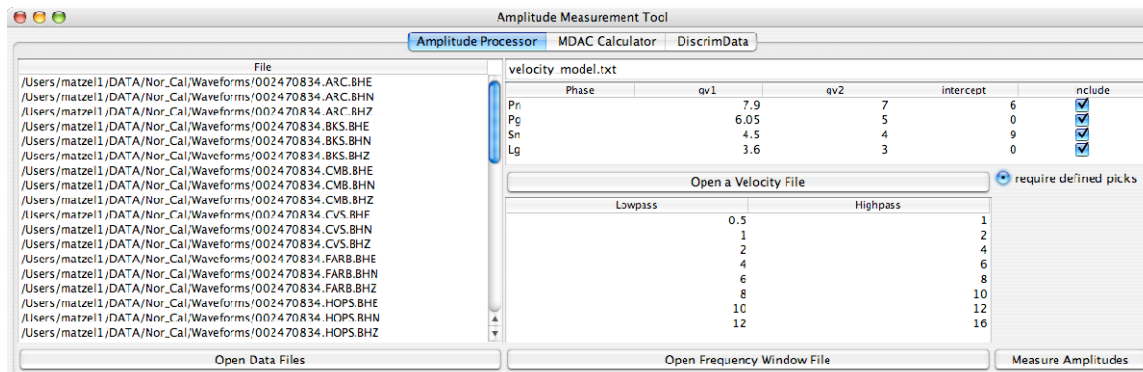 Amplitude Measurement Tool
Amplitude Processor MDAC Calculator DiscrimData
File
/Users/matzel1/DATA/Nor_Cal/Waveforms/002470834.ARC.BHE
/Users/matzel1/DATA/Nor_Cal/Waveforms/002470834.ARC.BHN
/Users/matzel1/DATA/Nor_Cal/Waveforms/002470834.ARC.BHZ
/Users/matzel1/DATA/Nor_Cal/Waveforms/002470834.BKS.BHE
/Users/matzel1/DATA/Nor_Cal/Waveforms/002470834.BKS.BHN
/Users/matzel1/DATA/Nor_Cal/Waveforms/002470834.BKS.BHZ
/Users/matzel1/DATA/Nor_Cal/Waveforms/002470834.CMB.BHE
/Users/matzel1/DATA/Nor_Cal/Waveforms/002470834.CMB.BHN
/Users/matzel1/DATA/Nor_Cal/Waveforms/002470834.CMB.BHZ
/Users/matzel1/DATA/Nor_Cal/Waveforms/002470834.CVS.BHE
/Users/matzel1/DATA/Nor_Cal/Waveforms/002470834.CVS.BHN
/Users/matzel1/DATA/Nor_Cal/Waveforms/002470834.CVS.BHZ
/Users/matzel1/DATA/Nor_Cal/Waveforms/002470834.FARB.BHE
/Users/matzel1/DATA/Nor_Cal/Waveforms/002470834.FARB.BHN
/Users/matzel1/DATA/Nor_Cal/Waveforms/002470834.FARB.BHZ
/Users/matzel1/DATA/Nor_Cal/Waveforms/002470834.HOPS.BHE
/Users/matzel1/DATA/Nor_Cal/Waveforms/002470834.HOPS.BHN
/Users/matzel1/DATA/Nor_Cal/Waveforms/002470834.HOPS.BHZ
Open Data Files
velocity_model.txt
Phase gv1 gv2 intercept include
Pn 7.9 7 6
Pg 6.05 5 0
Sn 4.5 4 9
Lg 3.6 3 0
Open a Velocity File
require defined picks
Lowpass Highpass
0.5 1
1 2
2 4
4 6
6 8
8 10
10 12
12 16
Open Frequency Window File
Measure Amplitudes